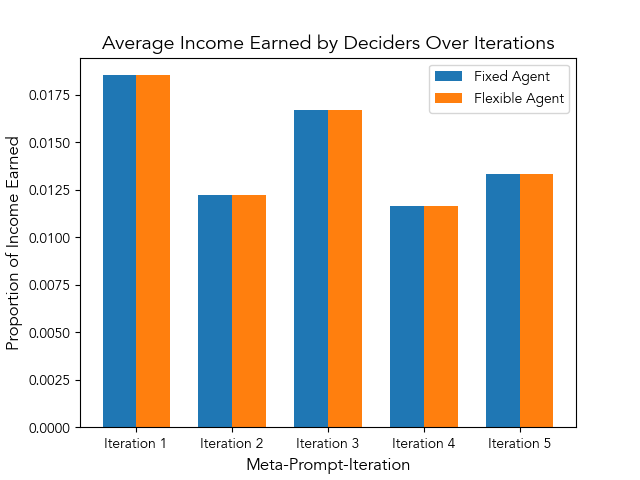 Average Income Earned by Deciders Over Iterations
Fixed Agent
Flexible Agent
Proportion of Income Earned
0.0175
0.0150
0.0125
0.0100
0.0075
0.0050
0.0025
0.0000
Iteration 1 Iteration 2 Iteration 3 Iteration 4 Iteration 5
Meta-Prompt-Iteration